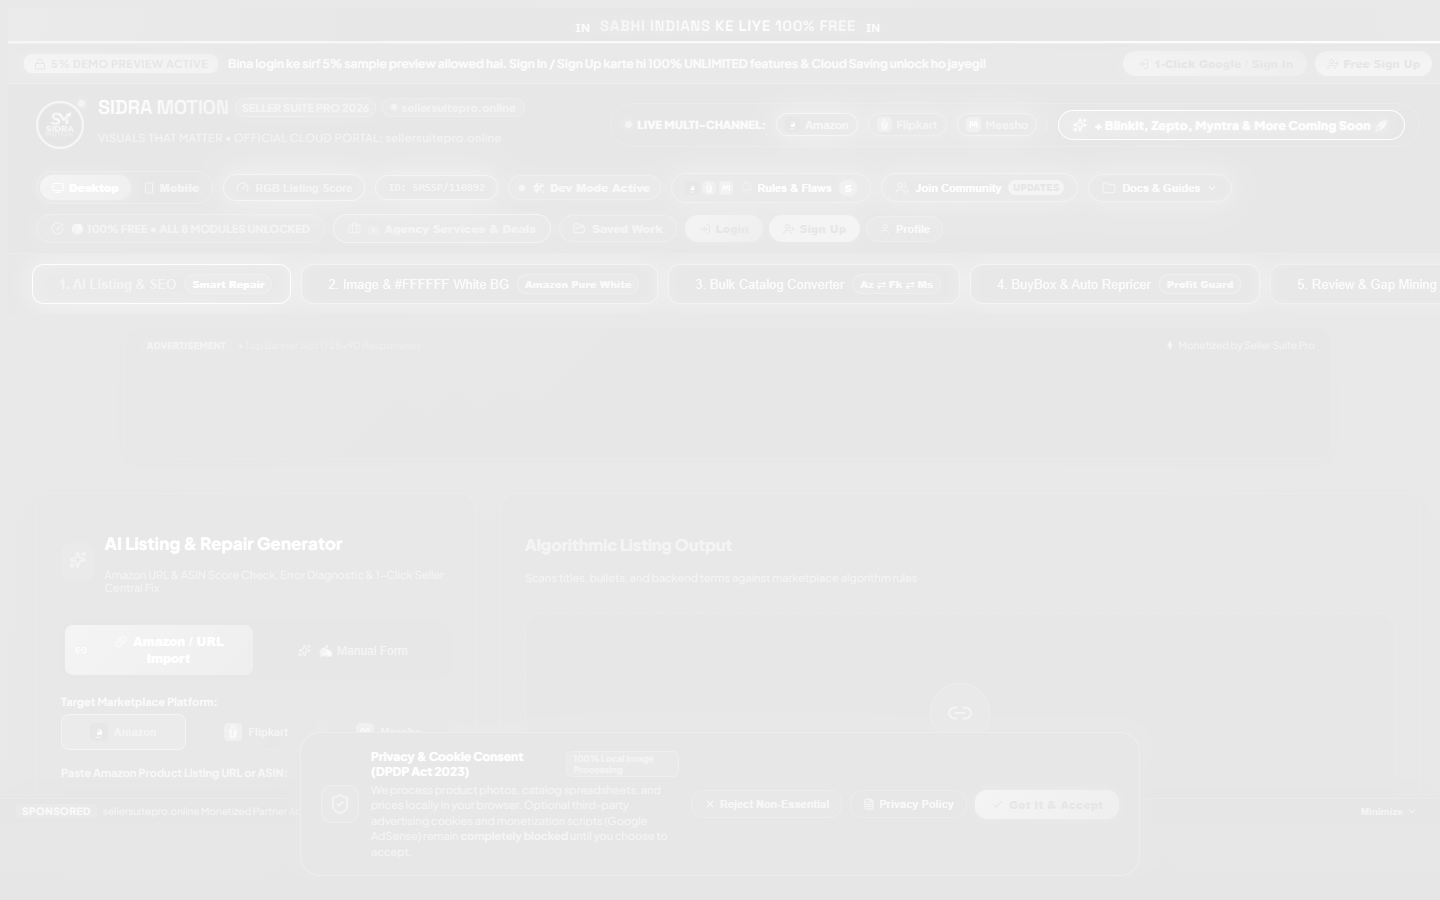 IN SABHI INDIANS KE LIYE 100% FREE IN
5% DEMO PREVIEW ACTIVE Bina login ke sirf 5% sample preview allowed hai. Sign In / Sign Up karte hi 100% UNLIMITED features & Cloud Saving unlock ho jayegi! 1-Click Google / Sign In Free Sign Up
SIDRA MOTION SELLER SUITE PRO 2026 sellersuitepro.online
VISUALS THAT MATTER • OFFICIAL CLOUD PORTAL: sellersuitepro.online
LIVE MULTI-CHANNEL: Amazon Flipkart Meesho + Blinkit, Zepto, Myntra & More Coming Soon
Desktop Mobile RGB Listing Score ID: SMSSP/110892 Dev Mode Active Rules & Flaws 6 Join Community UPDATES Docs & Guides
100% FREE • ALL 9 MODULES UNLOCKED Agency Services & Deals Saved Work Login Sign Up Profile
1. AI Listing & SEO Smart Repair 2. Image & #FFFFFF White BG Amazon Pure White 3. Bulk Catalog Converter Az ⇄ Fk ⇄ Ms 4. BuyBox & Auto Repricer Profit Guard 5. Review & Gap Mining
ADVERTISEMENT Monetized by Seller Suite Pro
AI Listing & Repair Generator
Amazon URL & ASIN Score Check, Error Diagnostic & 1-Click Seller
Central Fix
Algorithmic Listing Output
Scans titles, bullets, and backend terms against marketplace algorithm rules.
Amazon / URL
Import
Manual Form
Target Marketplace Platform:
Amazon Flipkart Meesho
Paste Amazon Product Listing URL or ASIN:
SPONSORED sellersuitepro.online Monetized Partner
Privacy & Cookie Consent
(DPDP Act 2023)
100% Local Image
Processing
We process product photos, catalog spreadsheets, and
prices locally in your browser. Optional third-party
advertising cookies and monetization scripts (Google
AdSense) remain completely blocked until you choose to
accept.
Reject Non-Essential Privacy Policy Got It & Accept
Minimize